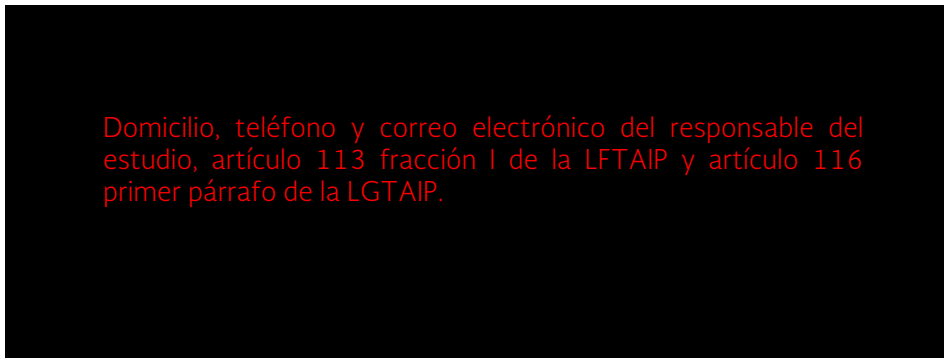 Domicilio, teléfono y correo electrónico del responsable del
estudio, artículo 113 fracción I de la LFTAIP y artículo 116
primer párrafo de la LGTAIP.